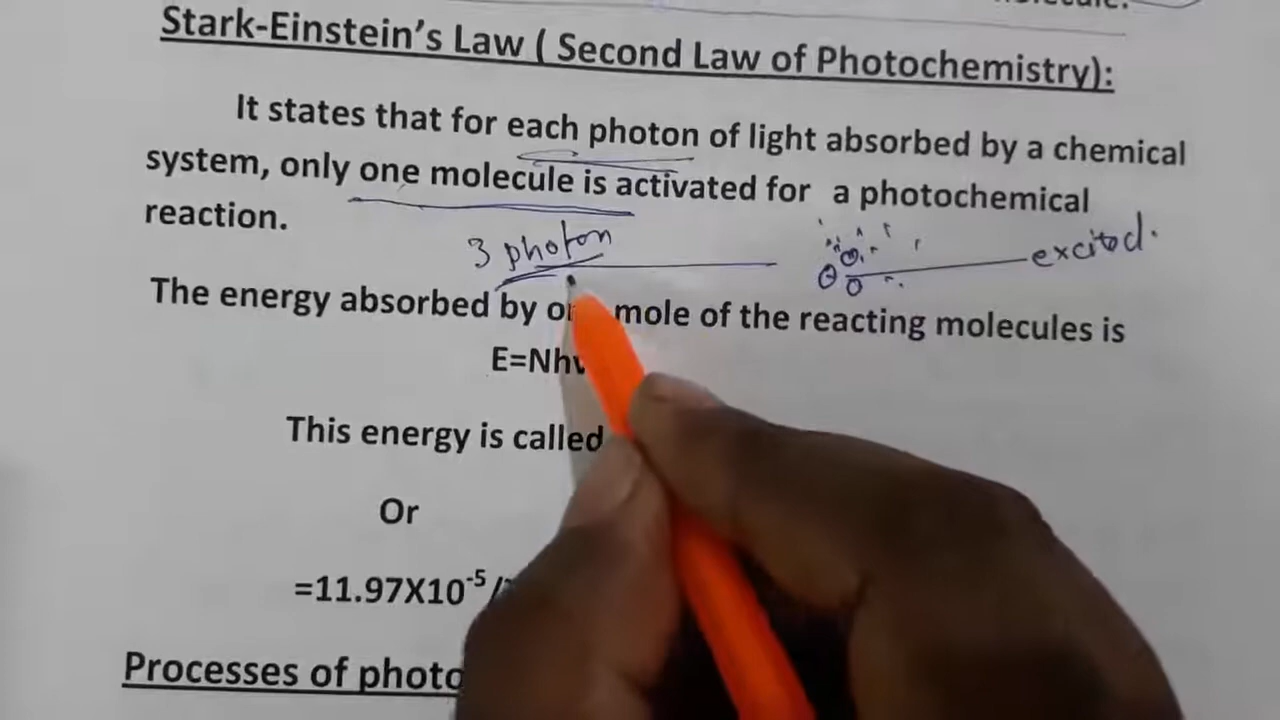 Stark-Einstein's Law ( Second Law of Photochemistry):
It states that for each photon of light absorbed by a chemical
system, only one molecule is activated for a photochemical
reaction.
3 photon
excited.
The energy absorbed by mole of the reacting molecules is
E=Nhν
This energy is called
Or
=11.97X10⁻⁵/
Processes of